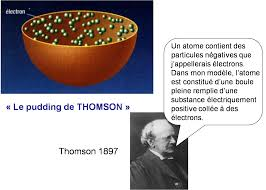 électron
Un atome contient des
particules négatives que
j'appellerais électrons.
Dans mon modèle, l'atome
est constitué d'une boule
pleine remplie d'une
substance électriquement
positive collée à des
électrons.
« Le pudding de THOMSON »
Thomson 1897